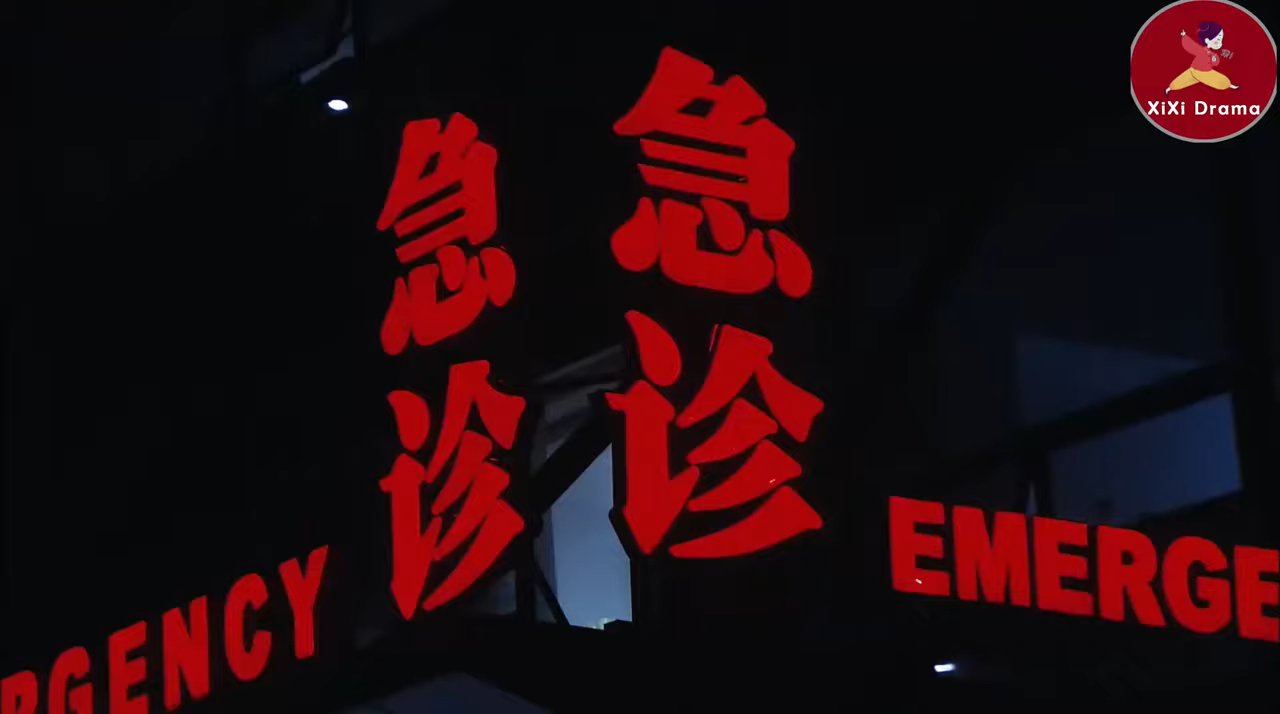 急诊
急诊
RGENCY
EMERGE
XiXi Drama